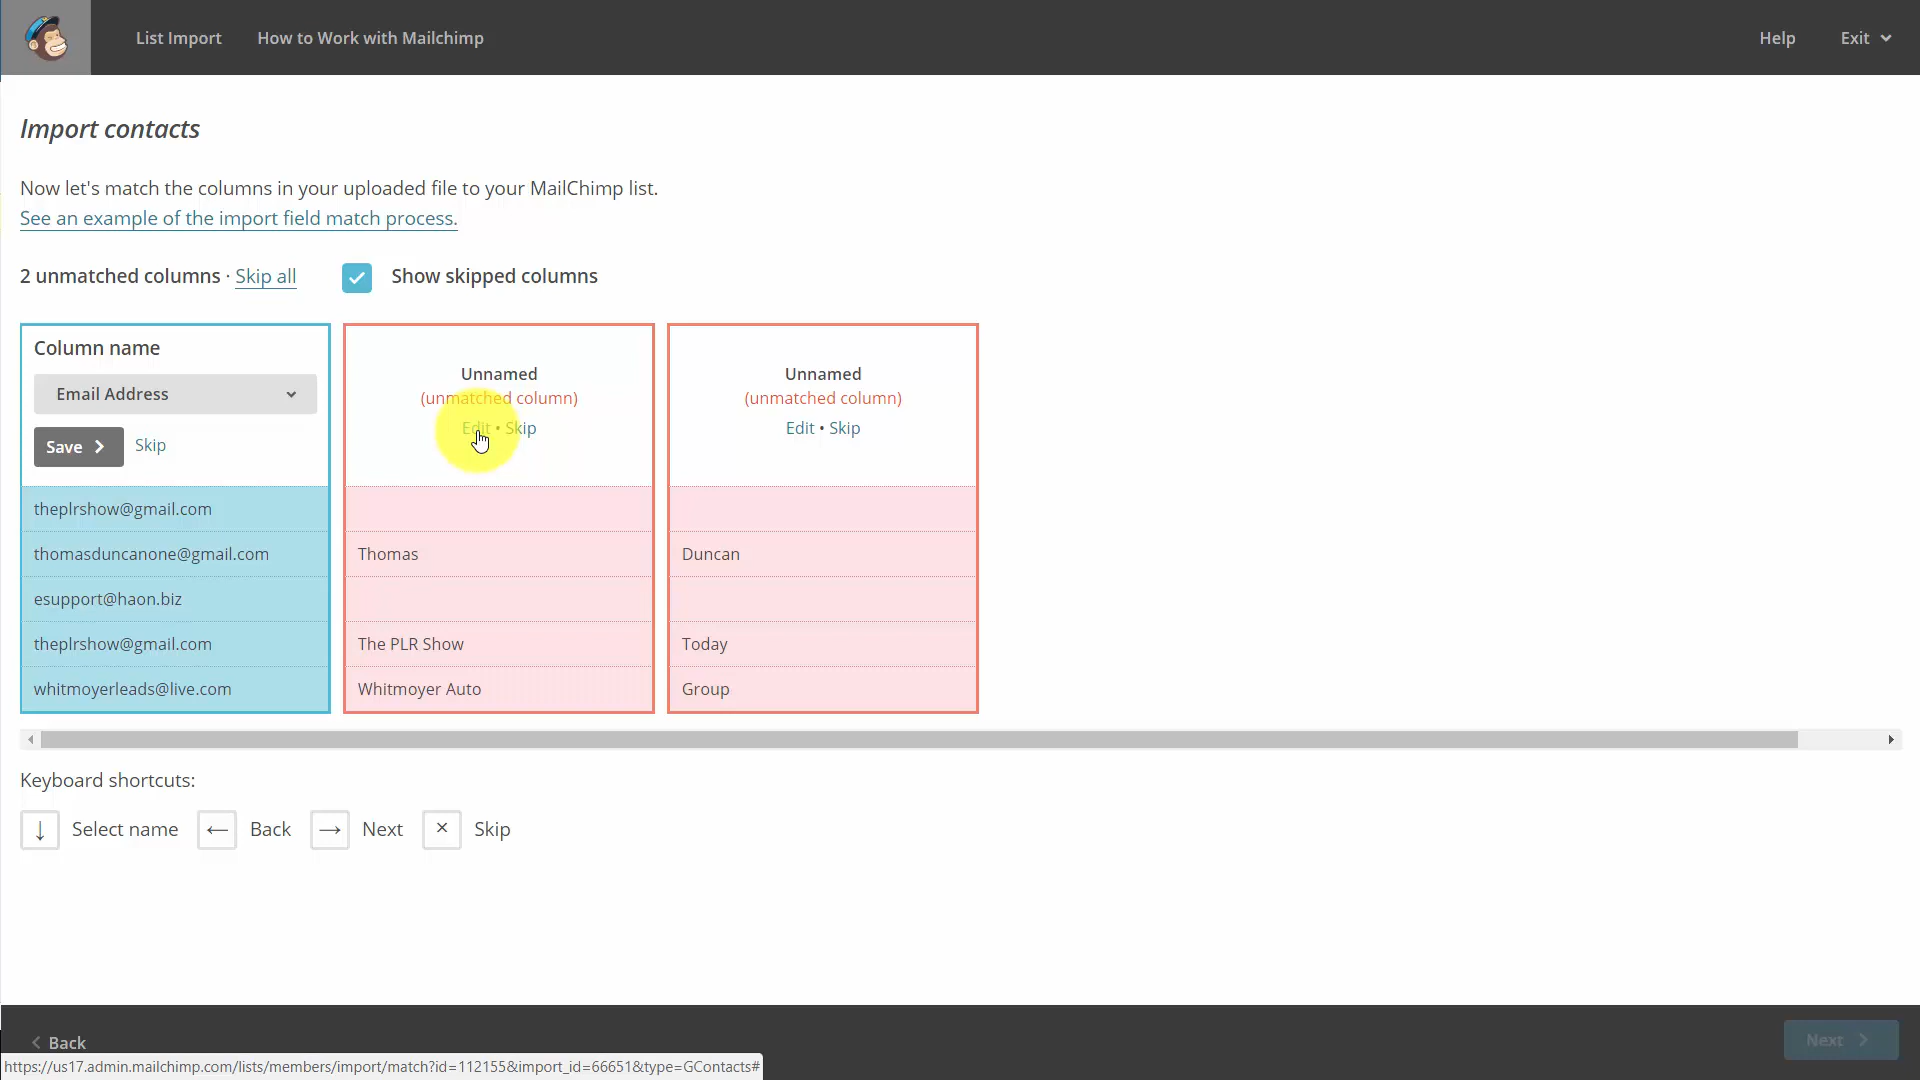 List Import
How to Work with Mailchimp
Help
Exit
Import contacts
Now let's match the columns in your uploaded file to your MailChimp list.
See an example of the import field match process.
2 unmatched columns · Skip all
Show skipped columns
Column name
Email Address
Save
Skip
Unnamed
(unmatched column)
Edit • Skip
Unnamed
(unmatched column)
Edit • Skip
theplrshow@gmail.com
thomasduncanone@gmail.com Thomas Duncan
esupport@haon.biz
theplrshow@gmail.com The PLR Show Today
whitmoyerleads@live.com Whitmoyer Auto Group
Keyboard shortcuts:
↓ Select name ← Back → Next × Skip
Back
Next
https://us17.admin.mailchimp.com/lists/members/import/match?id=112155&import_id=66651&type=GContacts#